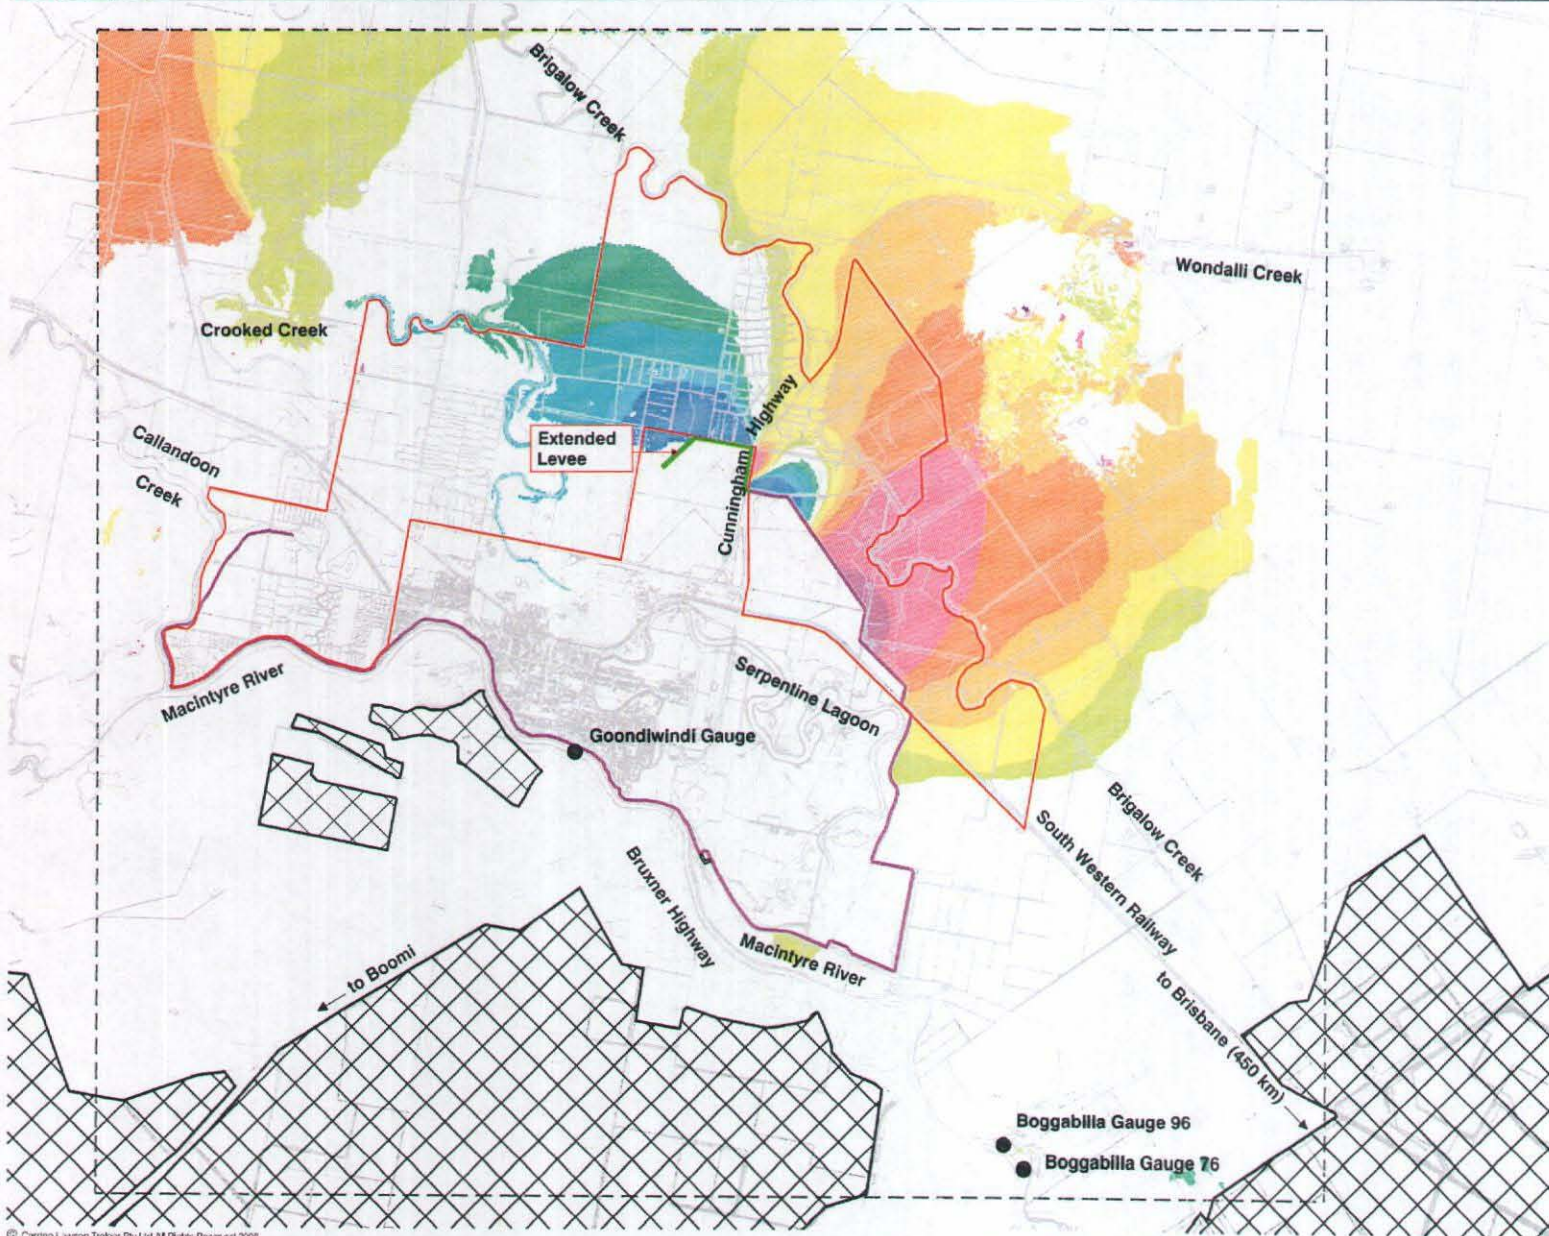 Brigalow Creek
Wondalli Creek
Crooked Creek
Highway
Callandoon
Creek
Extended
Levee
Cunningham
Serpentine Lagoon
Macintyre River
Goondiwindi Gauge
Brigalow Creek
South Western Railway
Bruxner Highway
Macintyre River
to Boomi
to Brisbane (450 km)
Boggabilla Gauge 96
Boggabilla Gauge 76